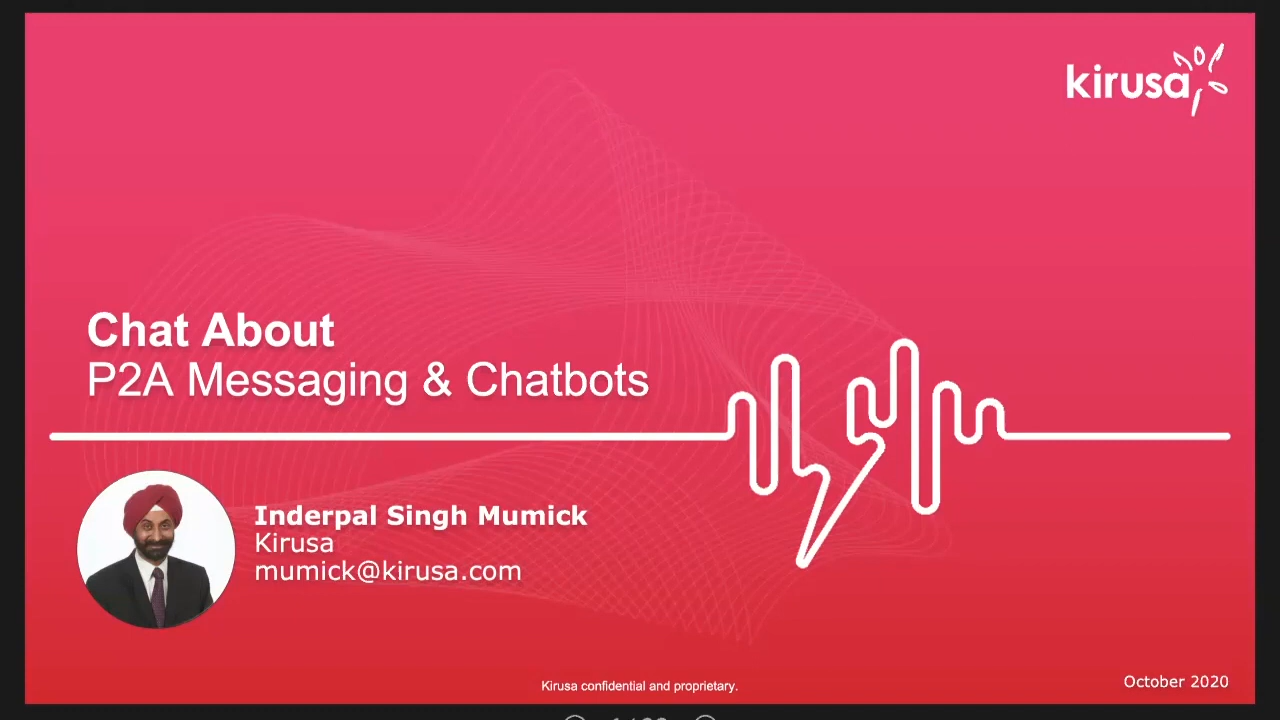 kirusa
Chat About
P2A Messaging & Chatbots
Inderpal Singh Mumick
Kirusa
mumick@kirusa.com
Kirusa confidential and proprietary.
October 2020